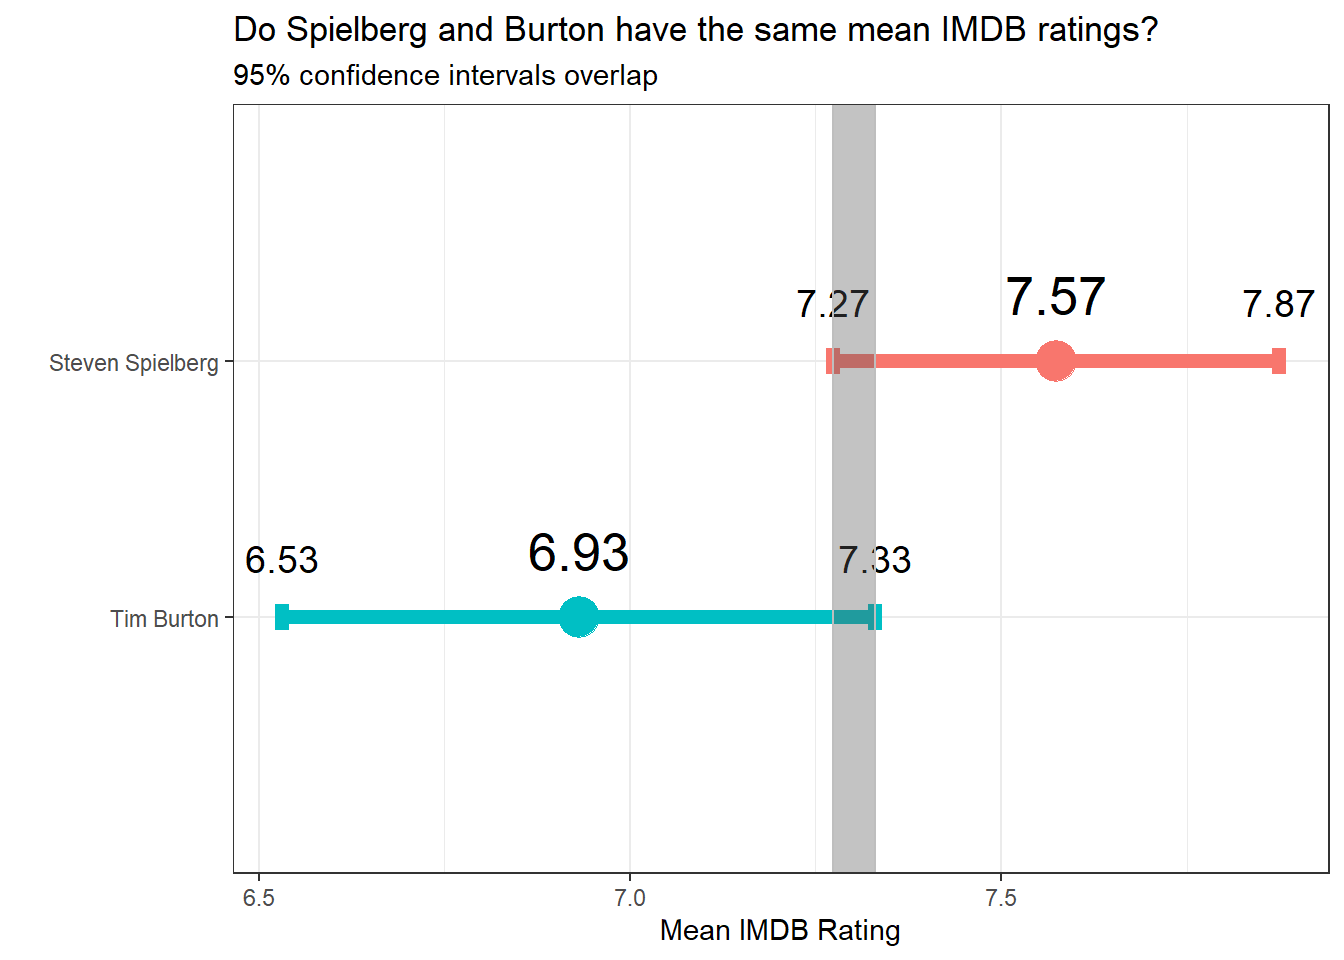 Do Spielberg and Burton have the same mean IMDB ratings?
95% confidence intervals overlap
7.27 7.57 7.87
Steven Spielberg
6.53 6.93 7.33
Tim Burton
6.5 7.0 7.5
Mean IMDB Rating